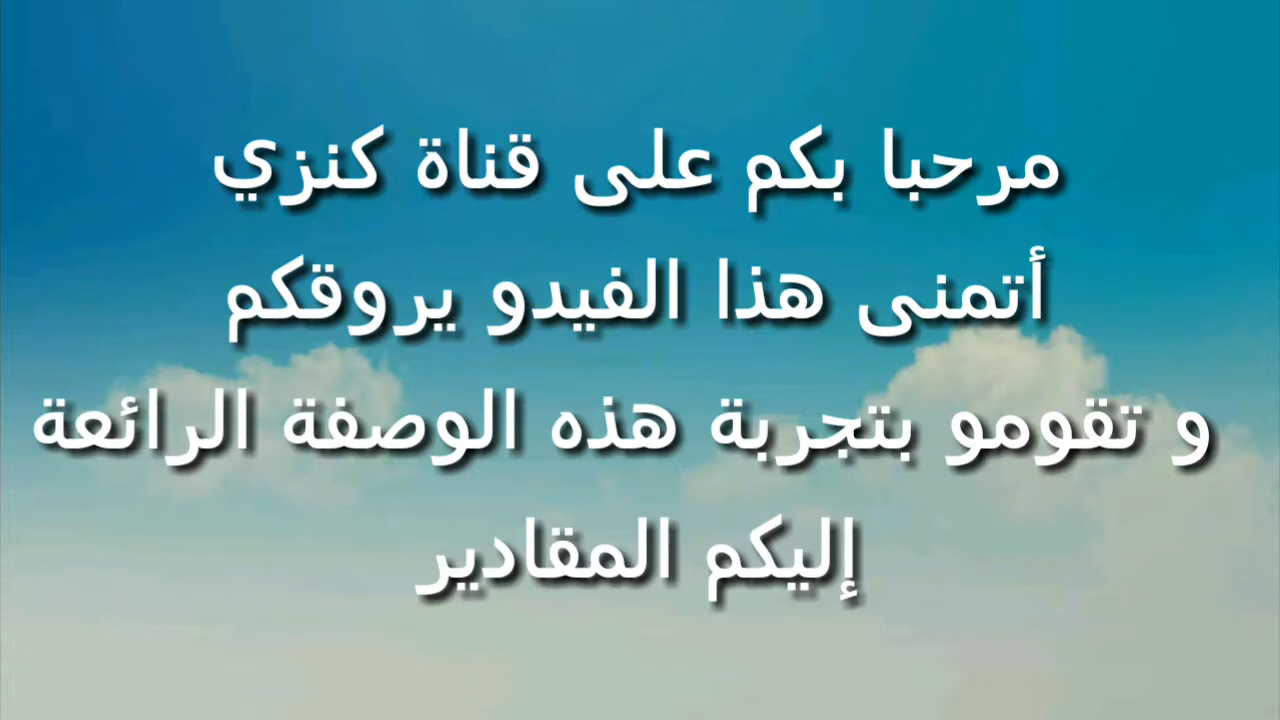 مرحبا بكم على قناة كنزي
أتمنى هذا الفيدو يروقكم
و تقومو بتجربة هذه الوصفة الرائعة
إليكم المقادير